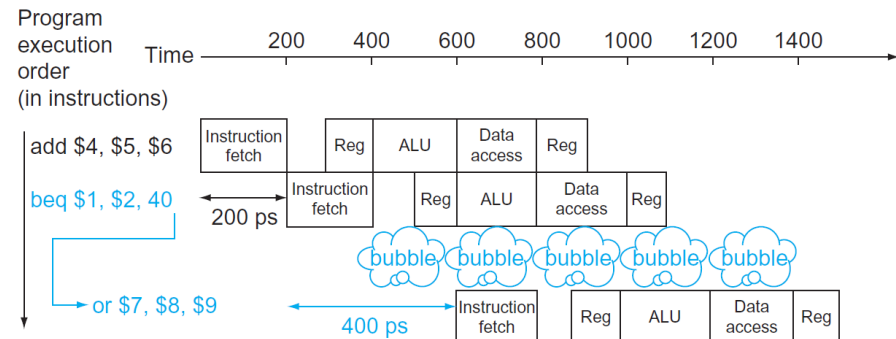 Program
execution
order
(in instructions)
Time
200 400 600 800 1000 1200 1400
add $4, $5, $6
Instruction
fetch
Reg
ALU
Data
access
Reg
beq $1, $2, 40
200 ps
Instruction
fetch
Reg
ALU
Data
access
Reg
bubble bubble bubble bubble bubble
or $7, $8, $9
400 ps
Instruction
fetch
Reg
ALU
Data
access
Reg